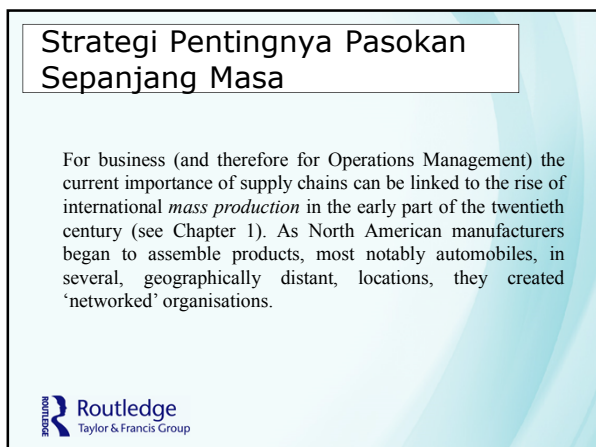 Strategi Pentingnya Pasokan
Sepanjang Masa
For business (and therefore for Operations Management) the
current importance of supply chains can be linked to the rise of
international mass production in the early part of the twentieth
century (see Chapter 1). As North American manufacturers
began to assemble products, most notably automobiles, in
several, geographically distant, locations, they created
‘networked’ organisations.
ROUTLEDGE
Routledge
Taylor & Francis Group